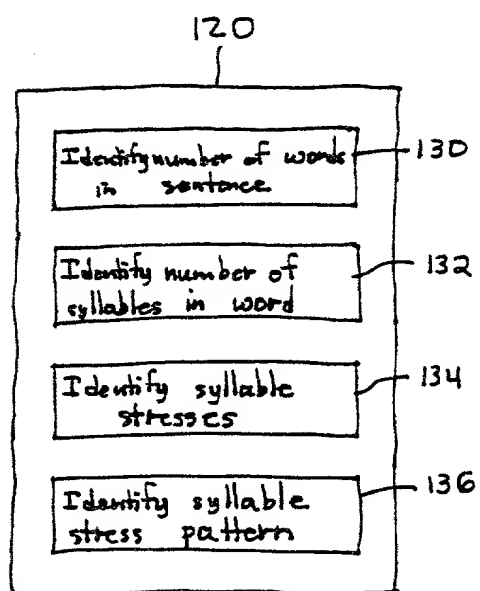 120
Identify number of words
in sentence
130
Identify number of
syllables in word
132
Identify syllable
stresses
134
Identify syllable
stress pattern
136